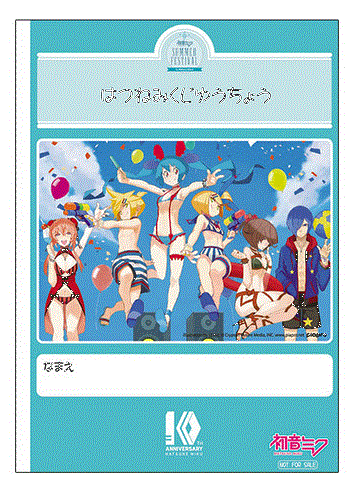 SUMMER
FESTIVAL
はつねみくじゆうちょう
なまえ
10TH
ANNIVERSARY
HATSUNE MIKU
初音ミク
NOT FOR SALE